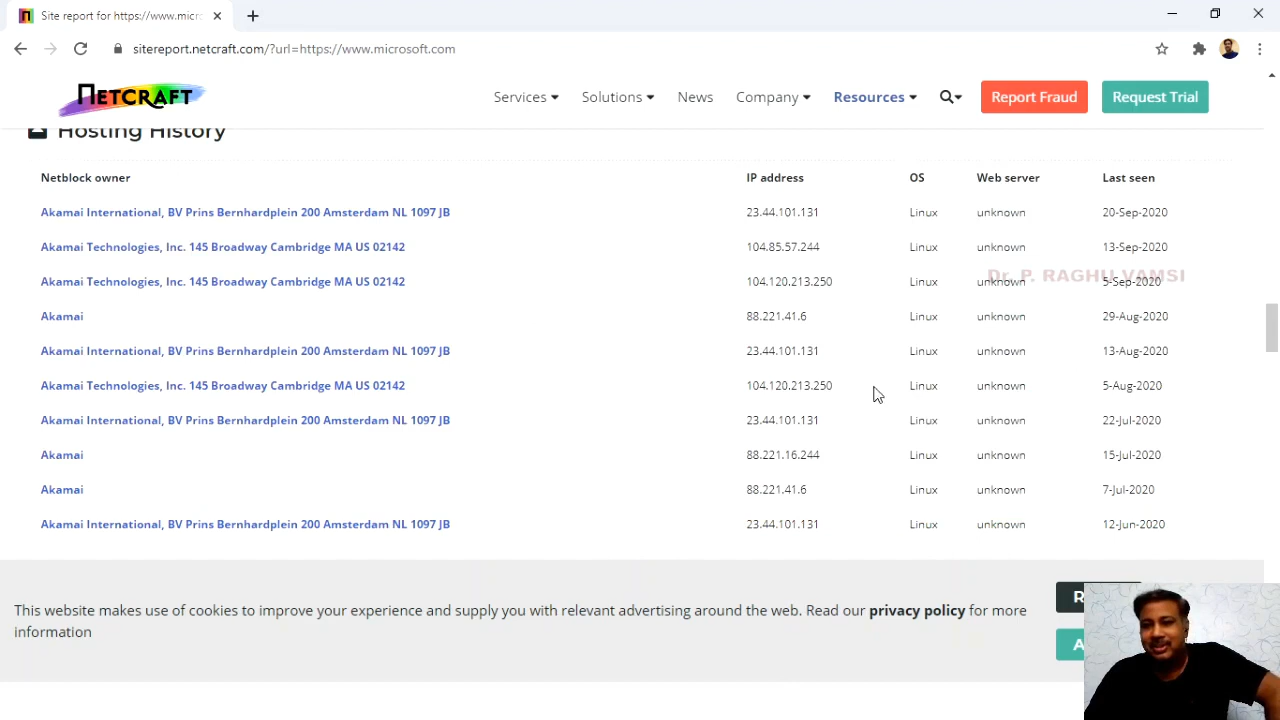 Site report for https://www.micr
sitereport.netcraft.com/?url=https://www.microsoft.com
NETCRAFT
Services Solutions News Company Resources Report Fraud Request Trial
Hosting History
Netblock owner IP address OS Web server Last seen
Akamai International, BV Prins Bernhardplein 200 Amsterdam NL 1097 JB 23.44.101.131 Linux unknown 20-Sep-2020
Akamai Technologies, Inc. 145 Broadway Cambridge MA US 02142 104.85.57.244 Linux unknown 13-Sep-2020
Dr. P. RAGHU VAMSI
Akamai Technologies, Inc. 145 Broadway Cambridge MA US 02142 104.120.213.250 Linux unknown 5-Sep-2020
Akamai 88.221.41.6 Linux unknown 29-Aug-2020
Akamai International, BV Prins Bernhardplein 200 Amsterdam NL 1097 JB 23.44.101.131 Linux unknown 13-Aug-2020
Akamai Technologies, Inc. 145 Broadway Cambridge MA US 02142 104.120.213.250 Linux unknown 5-Aug-2020
Akamai International, BV Prins Bernhardplein 200 Amsterdam NL 1097 JB 23.44.101.131 Linux unknown 22-Jul-2020
Akamai 88.221.16.244 Linux unknown 15-Jul-2020
Akamai 88.221.41.6 Linux unknown 7-Jul-2020
Akamai International, BV Prins Bernhardplein 200 Amsterdam NL 1097 JB 23.44.101.131 Linux unknown 12-Jun-2020
This website makes use of cookies to improve your experience and supply you with relevant advertising around the web. Read our privacy policy for more
information